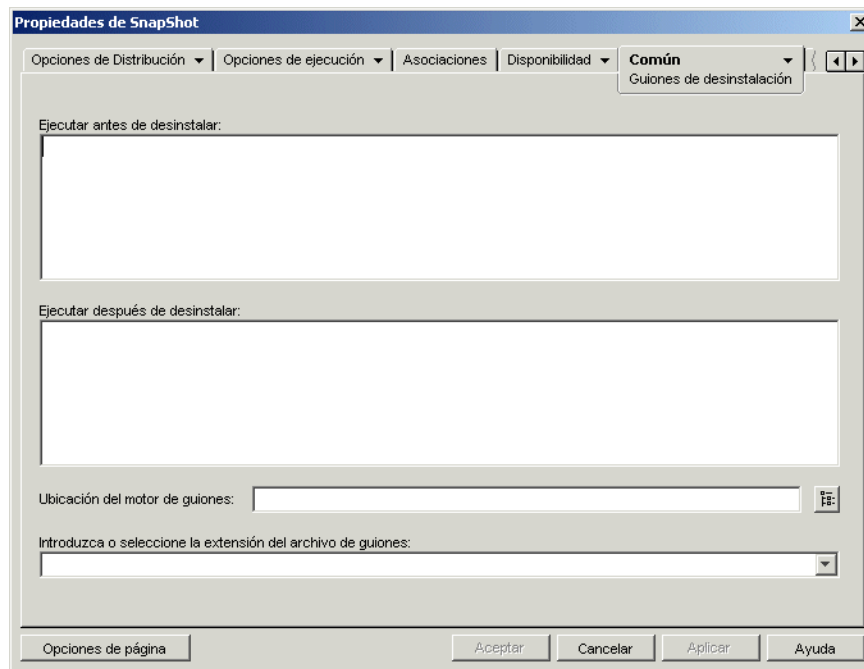 Propiedades de SnapShot
Opciones de Distribución
Opciones de ejecución
Asociaciones
Disponibilidad
Común
Guiones de desinstalación
Ejecutar antes de desinstalar:
Ejecutar después de desinstalar:
Ubicación del motor de guiones:
Introduzca o seleccione la extensión del archivo de guiones:
Opciones de página
Aceptar
Cancelar
Aplicar
Ayuda